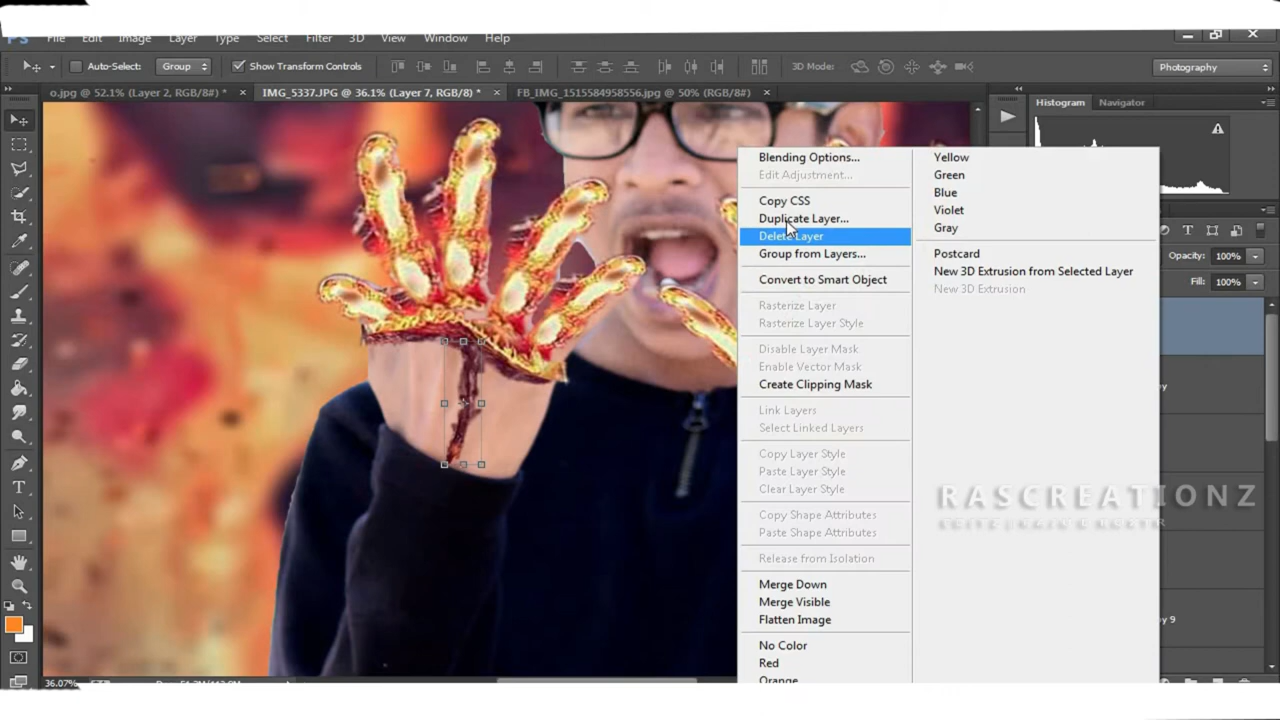 Ps File Edit Image Layer Type Select Filter 3D View Window Help
Auto-Select: Group Show Transform Controls 3D Mode: Photography
o.jpg @ 52.1% (Layer 2, RGB/8#) * IMG_5337.JPG @ 36.1% (Layer 7, RGB/8) * FB_IMG_1515584958556.jpg @ 50% (RGB/8#)
Histogram Navigator
Blending Options...
Edit Adjustment...
Copy CSS
Duplicate Layer...
Delete Layer
Group from Layers...
Convert to Smart Object
Rasterize Layer
Rasterize Layer Style
Disable Layer Mask
Enable Vector Mask
Create Clipping Mask
Link Layers
Select Linked Layers
Copy Layer Style
Paste Layer Style
Clear Layer Style
Copy Shape Attributes
Paste Shape Attributes
Release from Isolation
Merge Down
Merge Visible
Flatten Image
No Color
Red
Orange
Yellow
Green
Blue
Violet
Gray
Postcard
New 3D Extrusion from Selected Layer
New 3D Extrusion
Opacity: 100%
Fill: 100%
RASCREATIONZ
y 9
36.07%